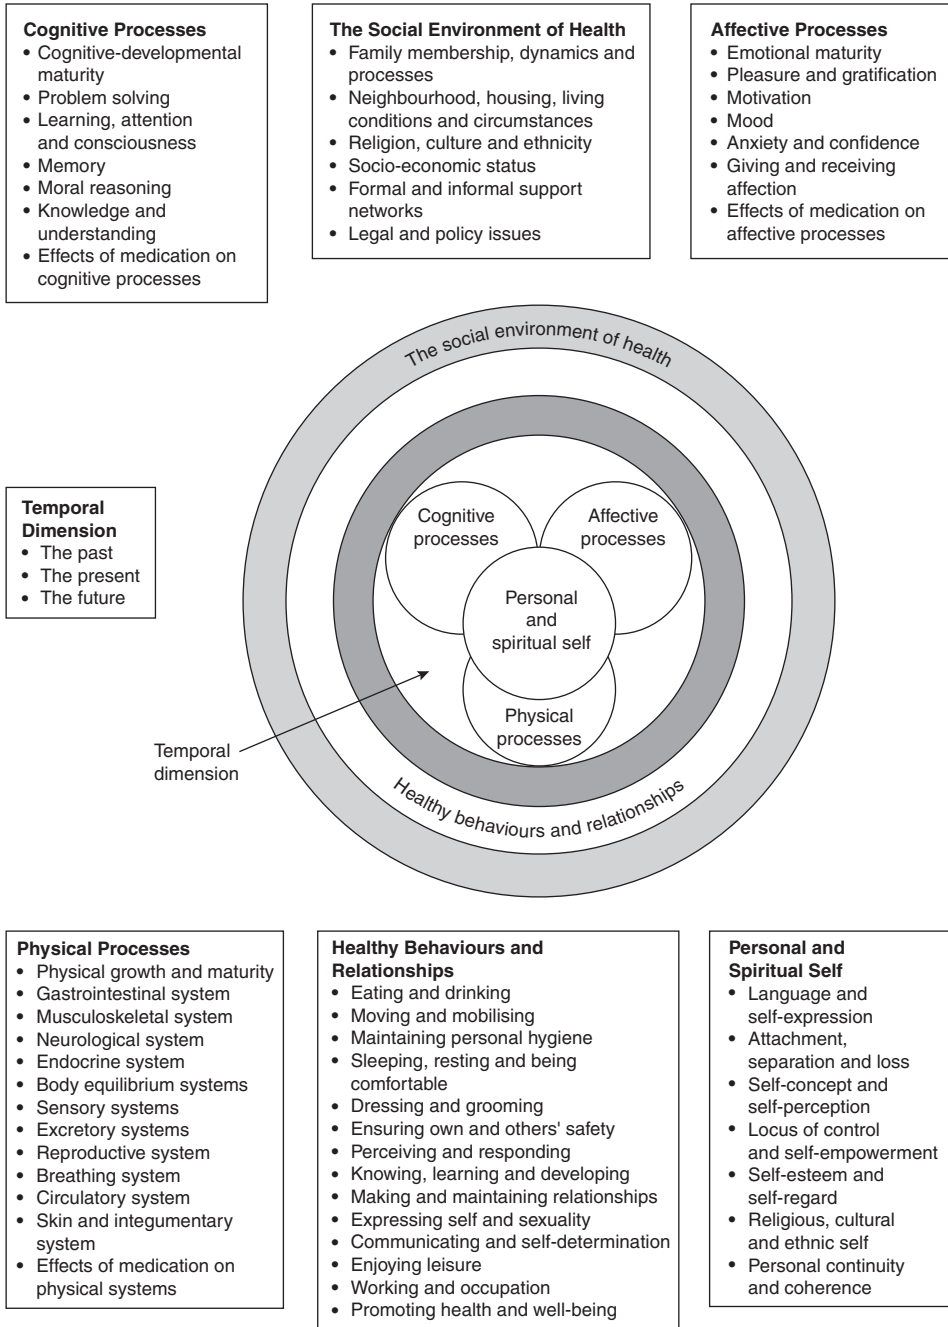 Cognitive Processes
• Cognitive-developmental
maturity
• Problem solving
• Learning, attention
and consciousness
• Memory
• Moral reasoning
• Knowledge and
understanding
• Effects of medication on
cognitive processes
The Social Environment of Health
• Family membership, dynamics and
processes
• Neighbourhood, housing, living
conditions and circumstances
• Religion, culture and ethnicity
• Socio-economic status
• Formal and informal support
networks
• Legal and policy issues
Affective Processes
• Emotional maturity
• Pleasure and gratification
• Motivation
• Mood
• Anxiety and confidence
• Giving and receiving
affection
• Effects of medication on
affective processes
The social environment of health
Temporal
Dimension
• The past
• The present
• The future
Cognitive
processes
Affective
processes
Personal
and
spiritual self
Physical
processes
Temporal
dimension
Healthy behaviours and relationships
Physical Processes
• Physical growth and maturity
• Gastrointestinal system
• Musculoskeletal system
• Neurological system
• Endocrine system
• Body equilibrium systems
• Sensory systems
• Excretory systems
• Reproductive system
• Breathing system
• Circulatory system
• Skin and integumentary
system
• Effects of medication on
physical systems
Healthy Behaviours and
Relationships
• Eating and drinking
• Moving and mobilising
• Maintaining personal hygiene
• Sleeping, resting and being
comfortable
• Dressing and grooming
• Ensuring own and others' safety
• Perceiving and responding
• Knowing, learning and developing
• Making and maintaining relationships
• Expressing self and sexuality
• Communicating and self-determination
• Enjoying leisure
• Working and occupation
• Promoting health and well-being
Personal and
Spiritual Self
• Language and
self-expression
• Attachment,
separation and loss
• Self-concept and
self-perception
• Locus of control
and self-empowerment
• Self-esteem and
self-regard
• Religious, cultural
and ethnic self
• Personal continuity
and coherence